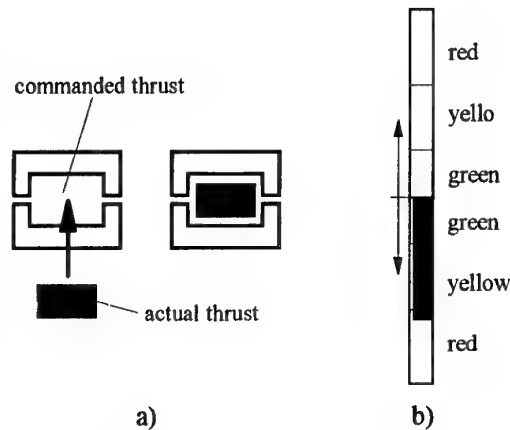 commanded thrust
actual thrust
a)
red
yello
green
green
yellow
red
b)